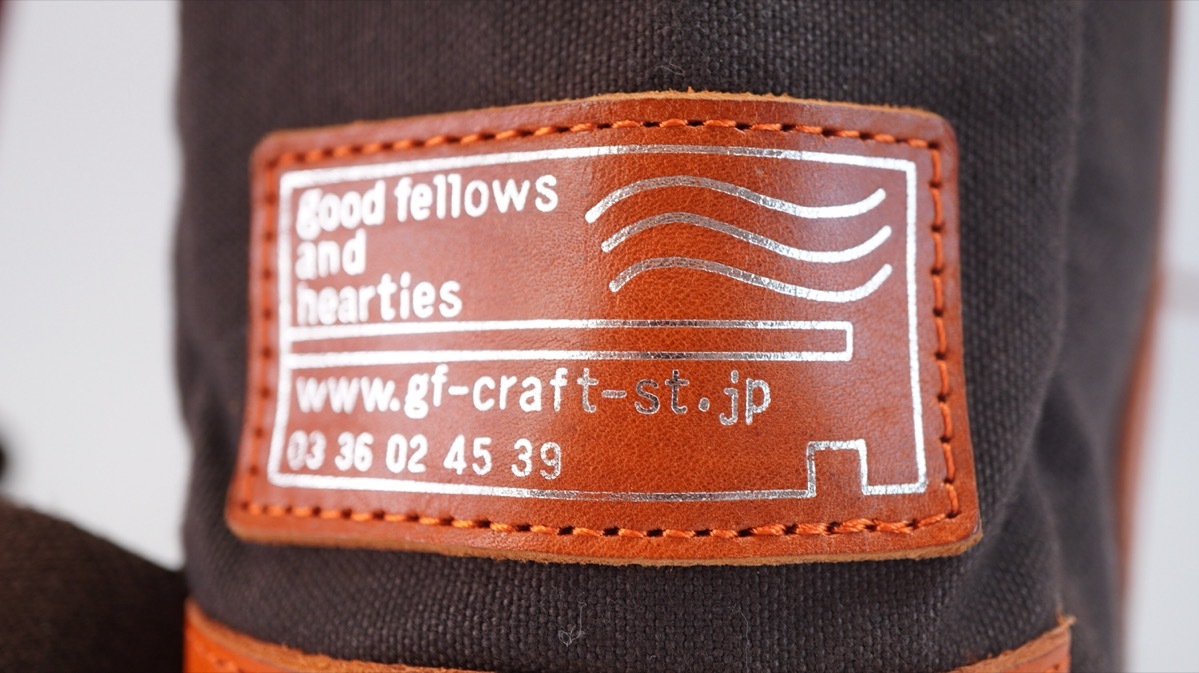 good fellows
and
hearties
www.gf-craft-st.jp
03 36 02 45 39